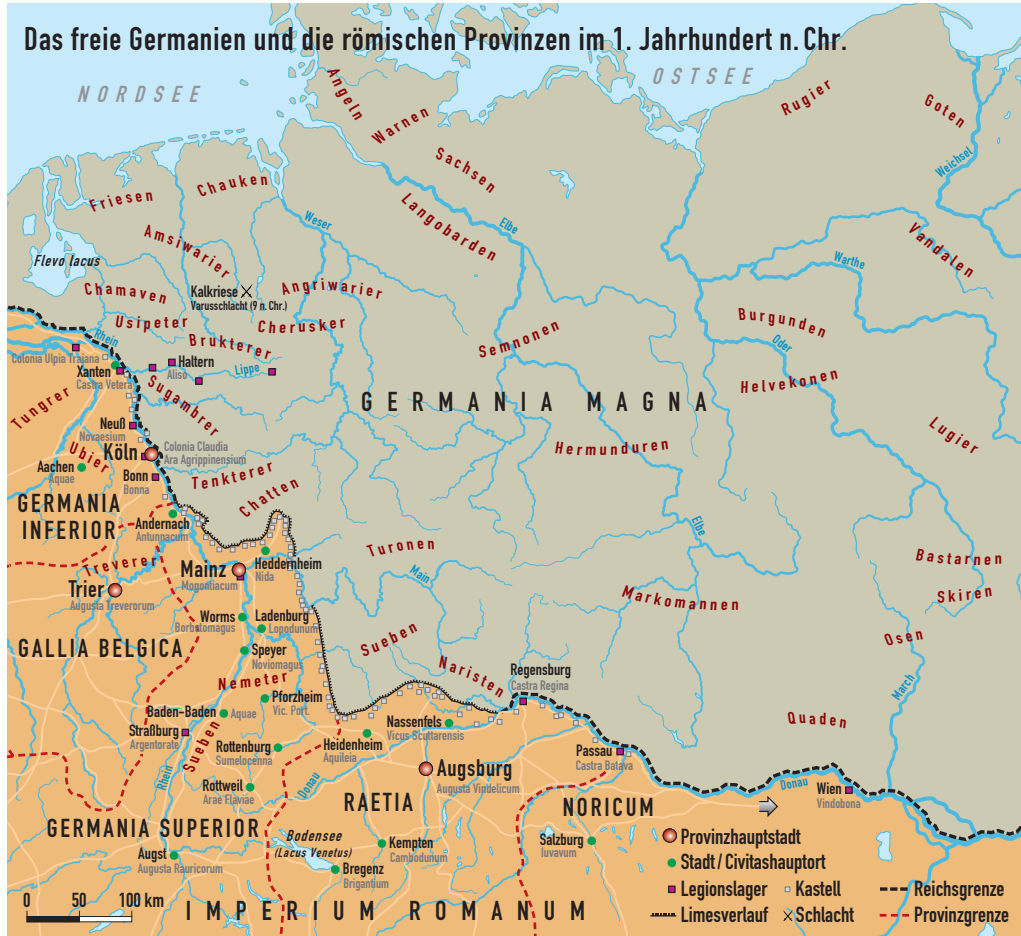 Das freie Germanien und die römischen Provinzen im 1. Jahrhundert n. Chr.
NORDSEE
OSTSEE
Angeln
Warnen
Rugier
Goten
Sachsen
Weichsel
Chauken
Friesen
Langobarden
Weser
Elbe
Amsiwarier
Vandalen
Flevo lacus
Warthe
Kalkriese
Varusschlacht (9 n. Chr.)
Angriwarier
Chamaven
Usipeter
Cherusker
Burgunden
Rhein
Brukterer
Semnonen
Oder
Colonia Ulpia Traiana
Xanten
Castra Vetera
Haltern
Aliso
Lippe
Helvekonen
Tungrer
Sugambrer
GERMANIA MAGNA
Neuß
Novaesium
Lugier
Ubier
Köln
Colonia Claudia
Ara Agrippinensium
Hermunduren
Aachen
Aquae
Bonn
Bonna
Tenkterer
Chatten
GERMANIA
INFERIOR
Andernach
Antunnacum
Elbe
Turonen
Bastarnen
Treverer
Heddernheim
Nida
Mainz
Mogontiacum
Main
Trier
Augusta Treverorum
Markomannen
Skiren
Worms
Borbetomagus
Ladenburg
Lopodunum
Sueben
Osen
GALLIA BELGICA
Speyer
Noviomagus
Naristen
Regensburg
Castra Regina
Nemeter
March
Pforzheim
Vic. Port.
Baden-Baden
Aquae
Nassenfels
Vicus Scuttarensis
Quaden
Straßburg
Argentorate
Sueben
Rottenburg
Sumelocenna
Heidenheim
Aquileia
Passau
Castra Batava
Rhein
Augsburg
Augusta Vindelicum
Rottweil
Arae Flaviae
Donau
Donau
Wien
Vindobona
RAETIA
NORICUM
GERMANIA SUPERIOR
Bodensee
(Lacus Venetus)
Kempten
Cambodunum
Salzburg
Iuvavum
Augst
Augusta Rauricorum
Bregenz
Brigantium
IMPERIUM ROMANUM
0 50 100 km
Provinzhauptstadt
Stadt / Civitashauptort
Legionslager
Kastell
Reichsgrenze
Limesverlauf
Schlacht
Provinzgrenze